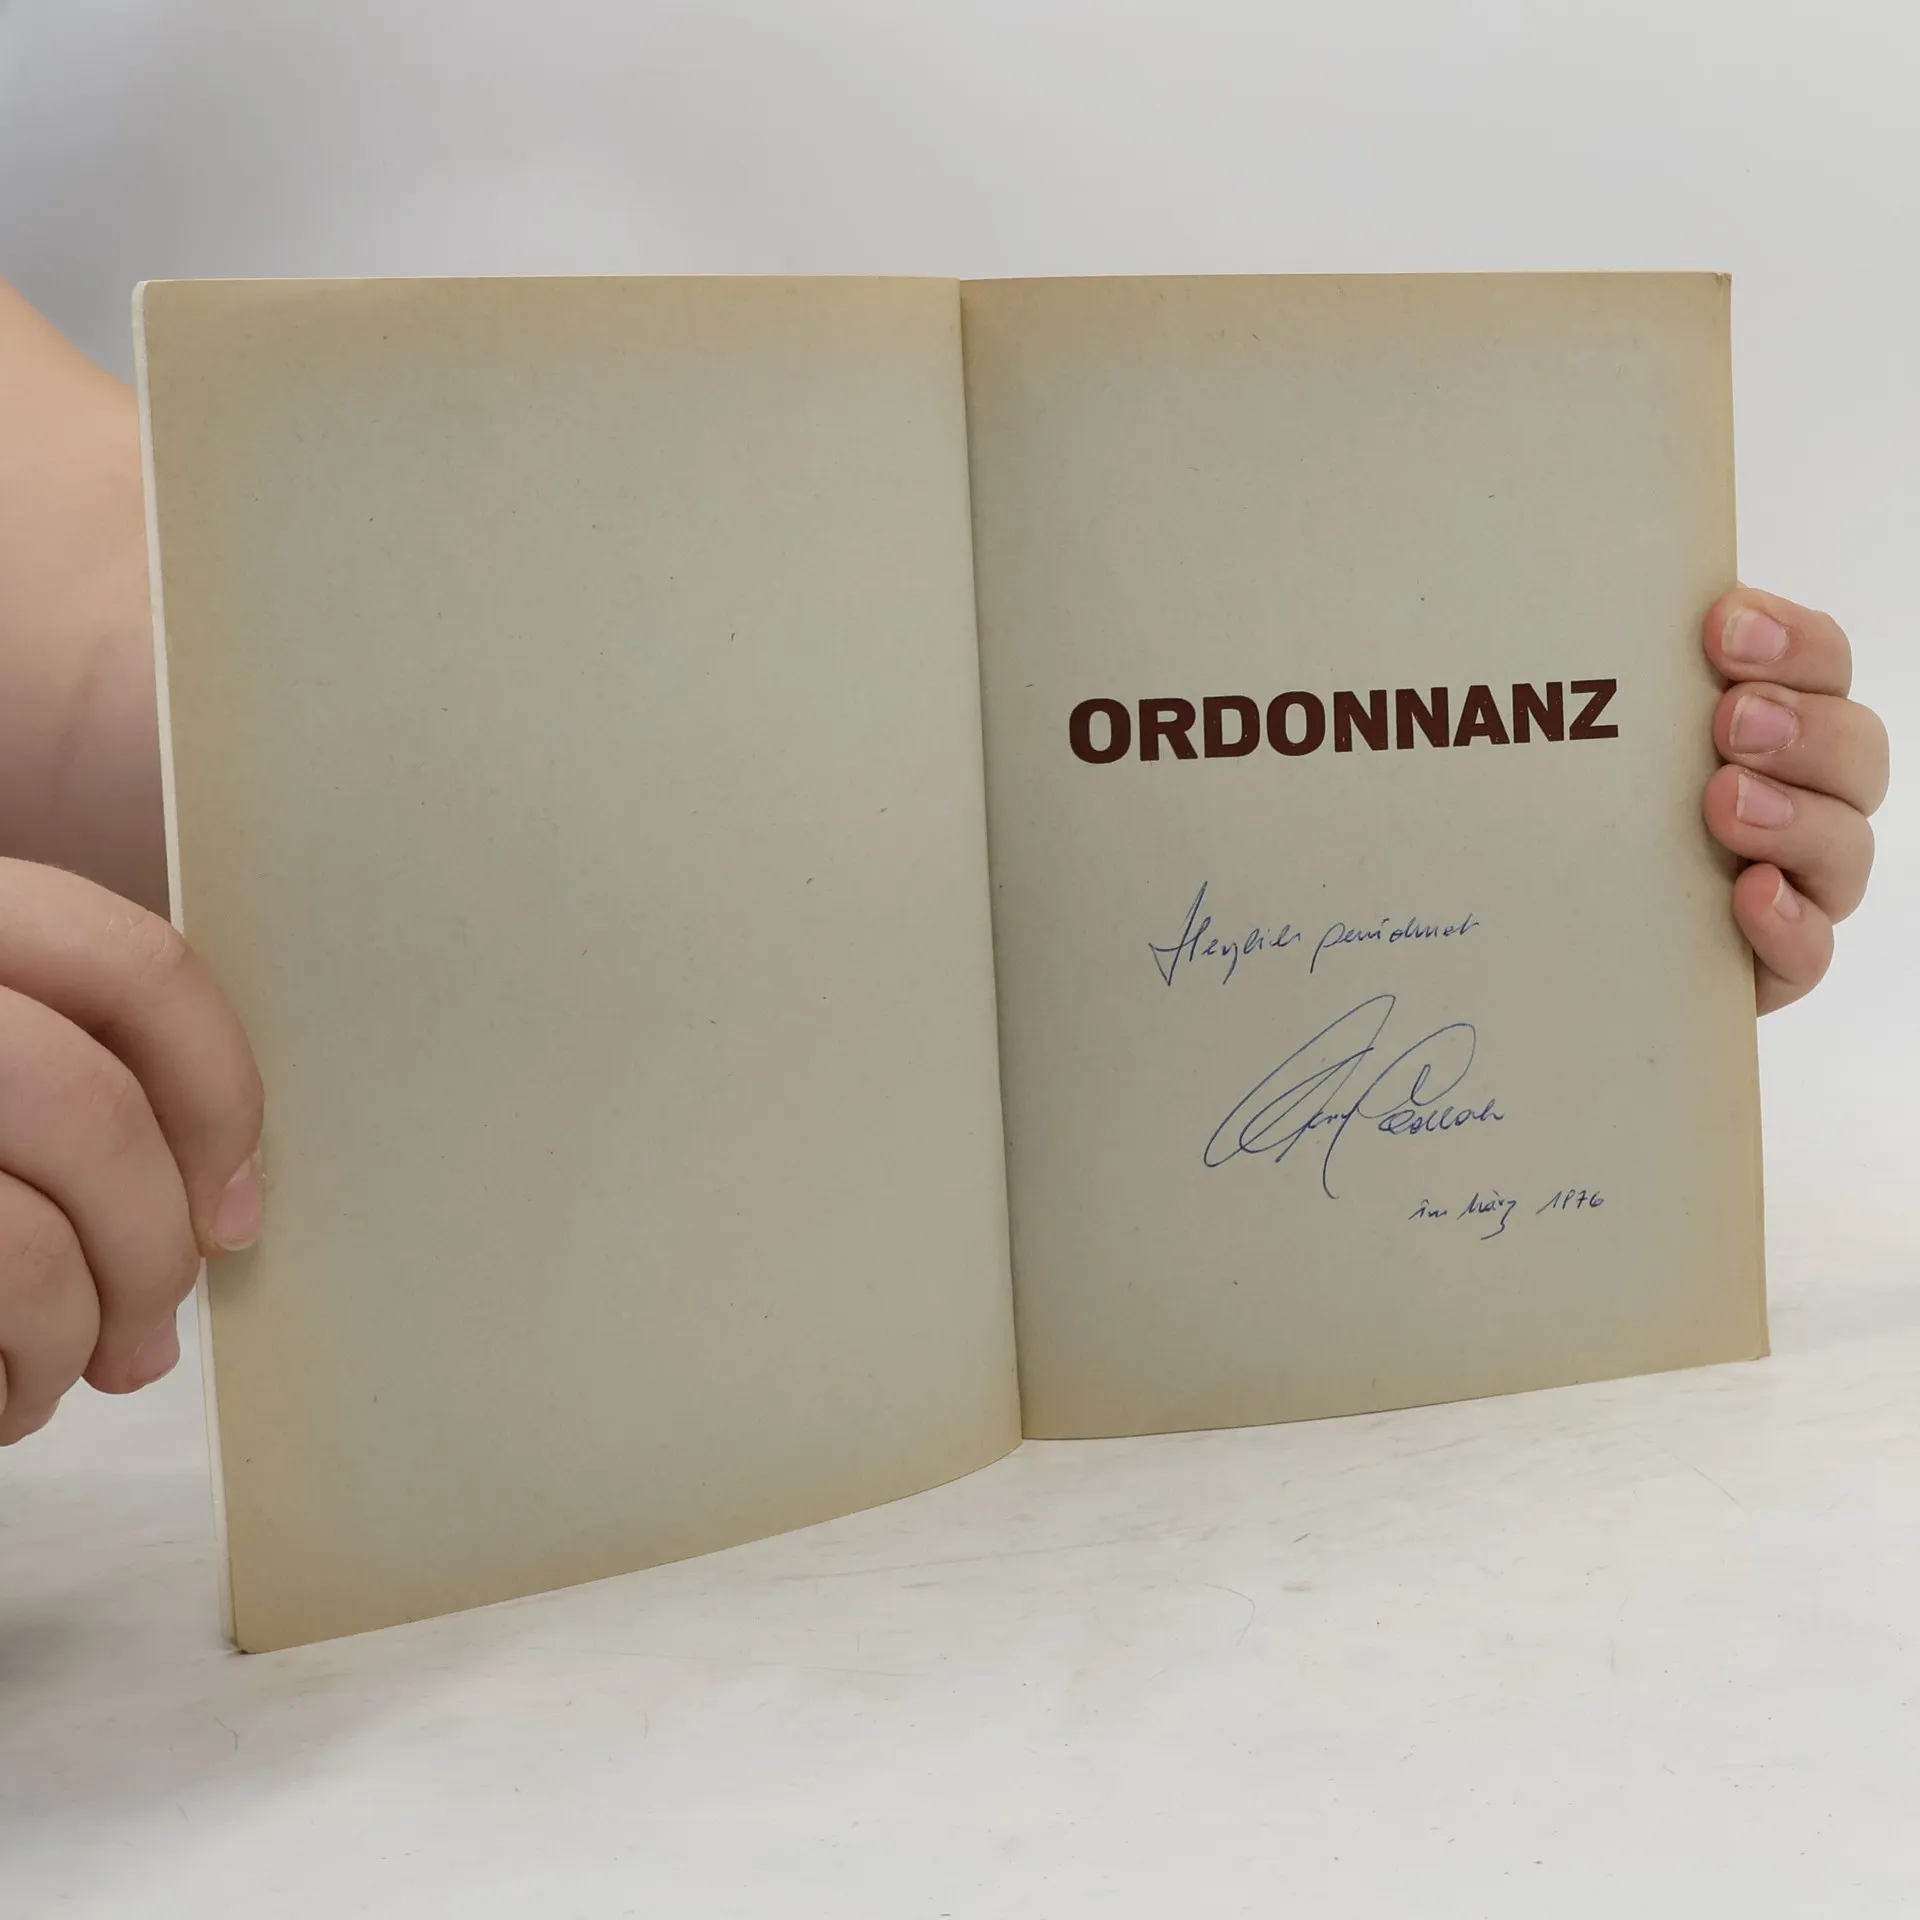 ORDONNANZ
Herzlich gewidmet
im März 1976